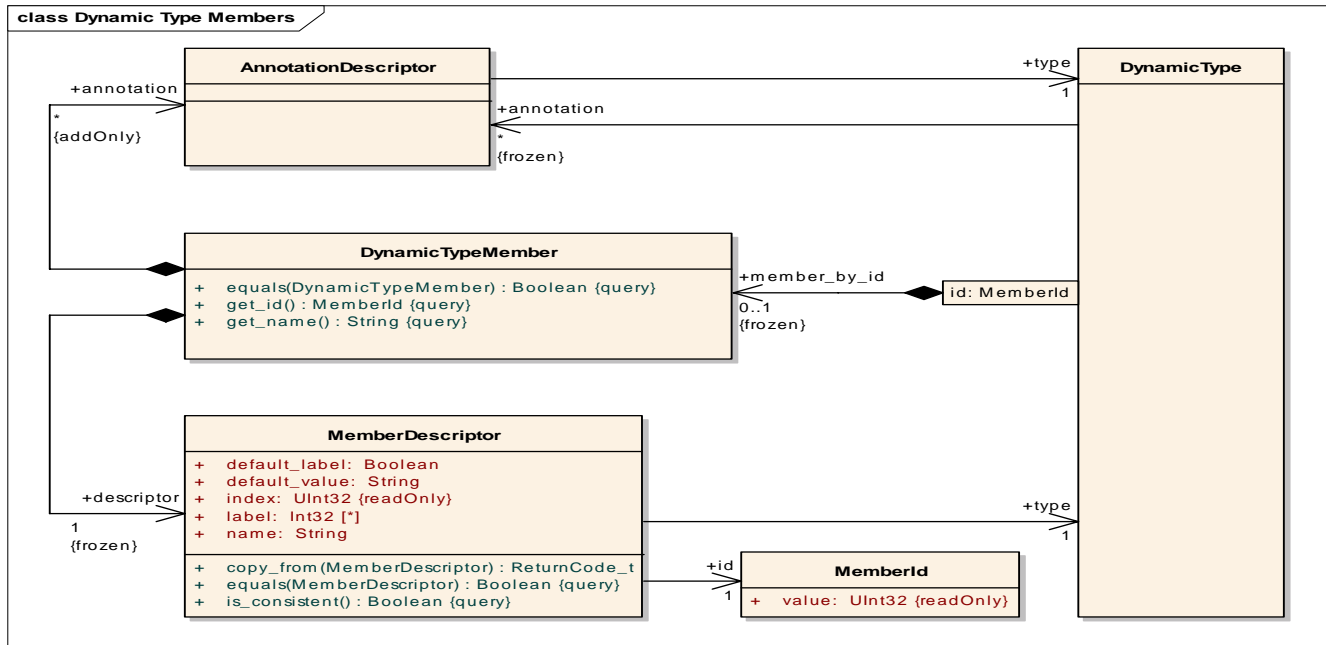 class Dynamic Type Members
AnnotationDescriptor
DynamicType
+type
1
+annotation
*
{addOnly}
+annotation
*
{frozen}
DynamicTypeMember
+ equals(DynamicTypeMember) : Boolean {query}
+ get_id() : MemberId {query}
+ get_name() : String {query}
+member_by_id
0..1
{frozen}
id: MemberId
MemberDescriptor
+ default_label: Boolean
+ default_value: String
+ index: UInt32 {readOnly}
+ label: Int32 [*]
+ name: String
+ copy_from(MemberDescriptor) : ReturnCode_t
+ equals(MemberDescriptor) : Boolean {query}
+ is_consistent() : Boolean {query}
+descriptor
1
{frozen}
+type
1
+id
1
MemberId
+ value: UInt32 {readOnly}